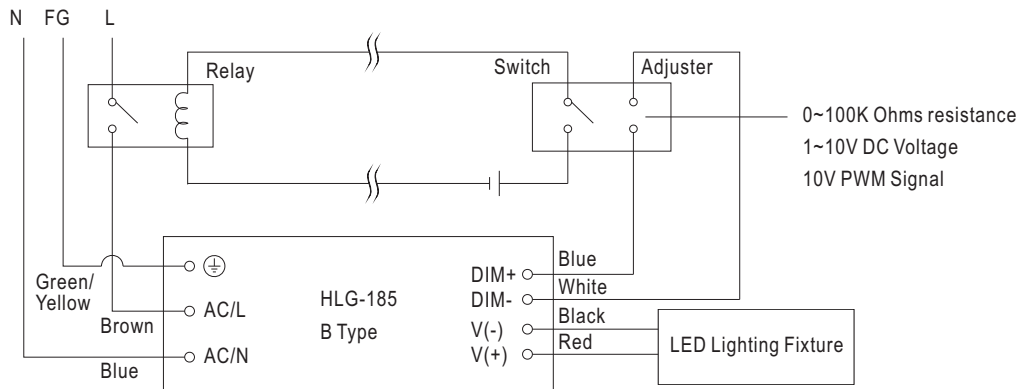 N FG L
Relay
Switch
Adjuster
0~100K Ohms resistance
1~10V DC Voltage
10V PWM Signal
Green/
Yellow
Brown
Blue
AC/L
AC/N
HLG-185
B Type
DIM+
DIM-
V(-)
V(+)
Blue
White
Black
Red
LED Lighting Fixture